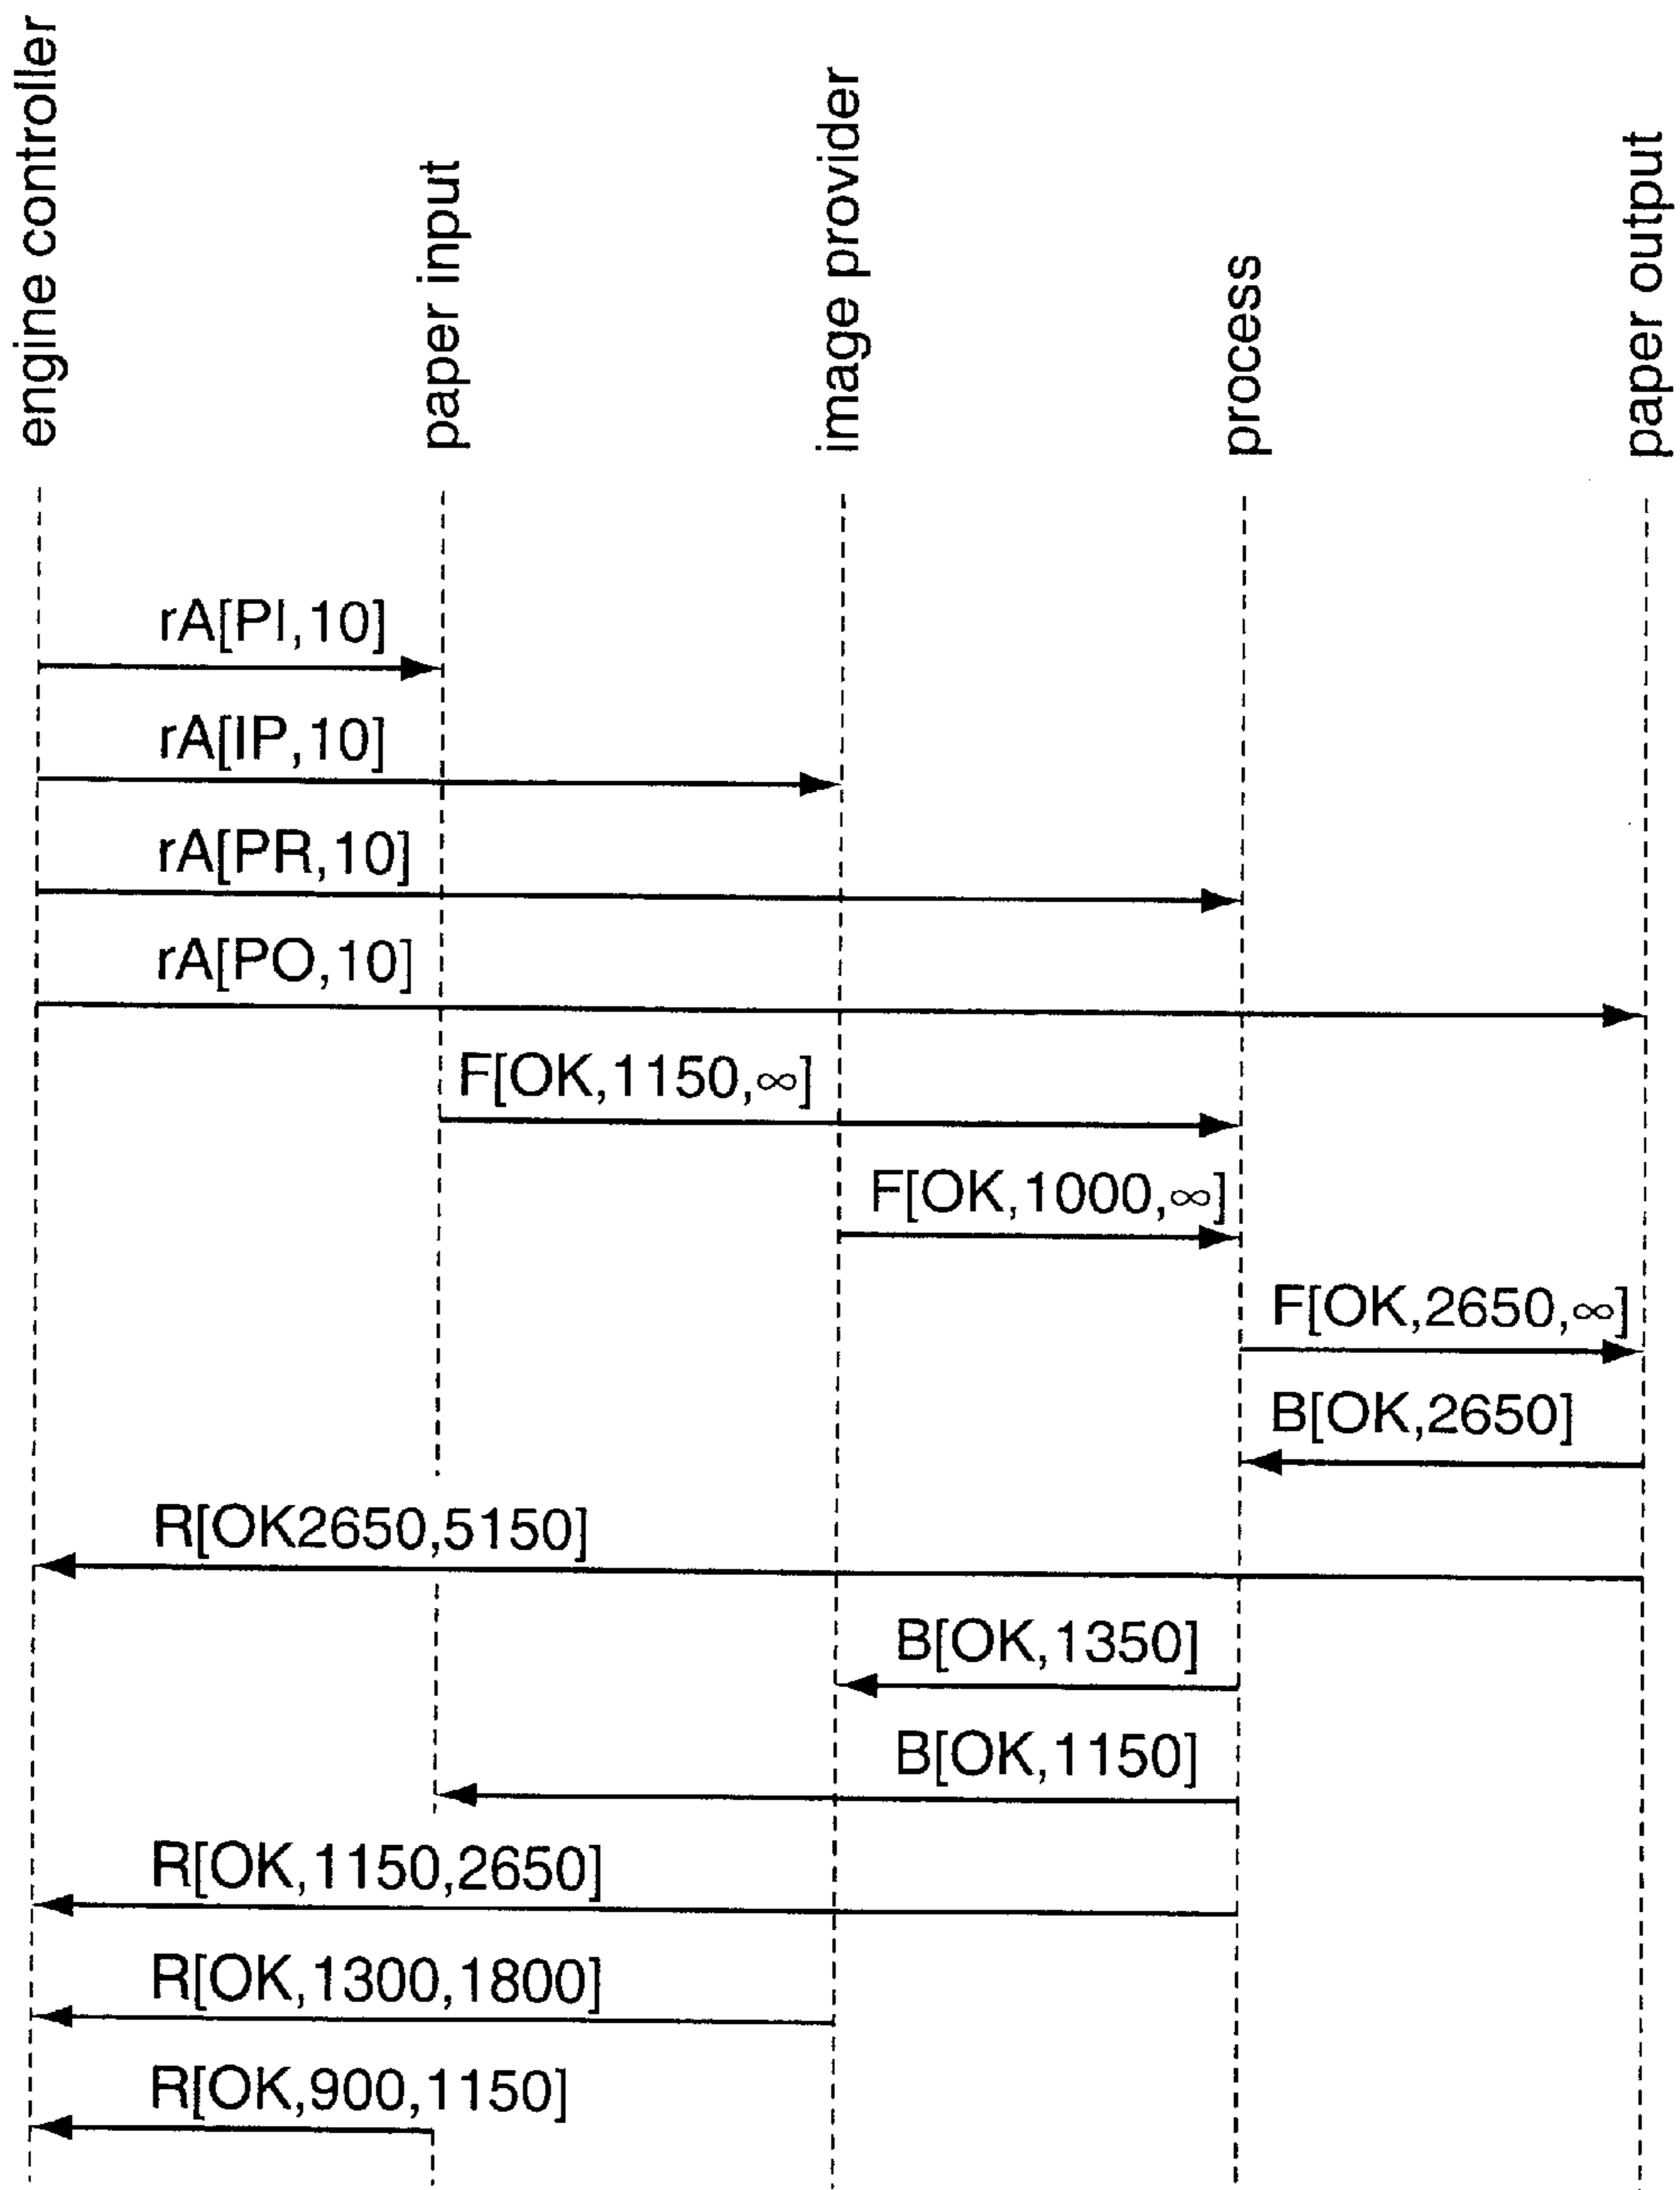 engine controller
paper input
image provider
process
paper output
rA[PI,10]
rA[IP,10]
rA[PR,10]
rA[PO,10]
F[OK,1150,∞]
F[OK,1000,∞]
F[OK,2650,∞]
B[OK,2650]
R[OK2650,5150]
B[OK,1350]
B[OK,1150]
R[OK,1150,2650]
R[OK,1300,1800]
R[OK,900,1150]